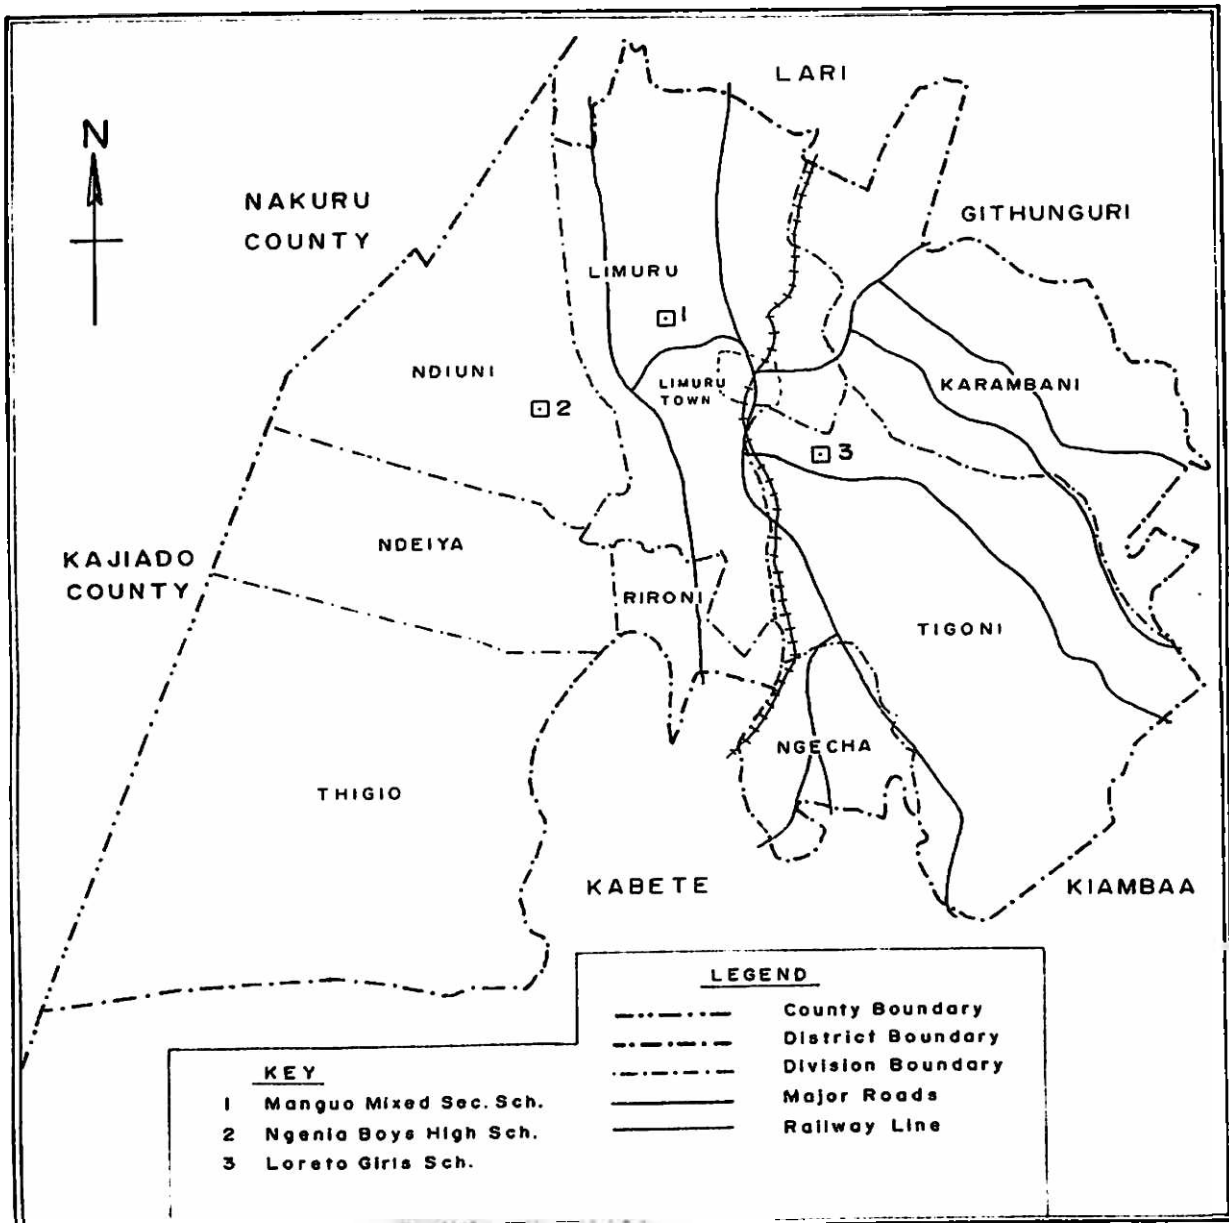 LARI
N
NAKURU
COUNTY
GITHUNGURI
LIMURU
1
NDIUNI
LIMURU
TOWN
KARAMBANI
2
3
NDEIYA
KAJIADO
COUNTY
RIRONI
TIGONI
NGECHA
THIGIO
KABETE
KIAMBAA
LEGEND
County Boundary
District Boundary
Division Boundary
Major Roads
Railway Line
KEY
1 Manguo Mixed Sec. Sch.
2 Ngenia Boys High Sch.
3 Loreto Girls Sch.